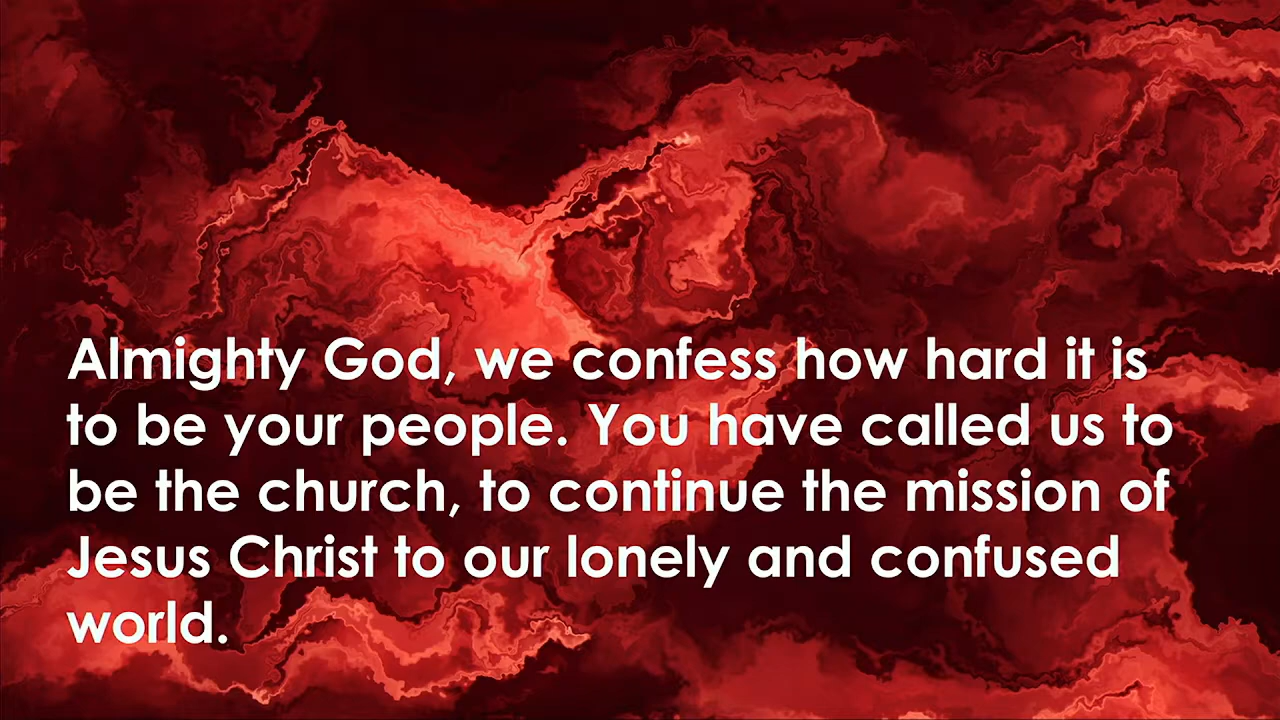 Almighty God, we confess how hard it is
to be your people. You have called us to
be the church, to continue the mission of
Jesus Christ to our lonely and confused
world.